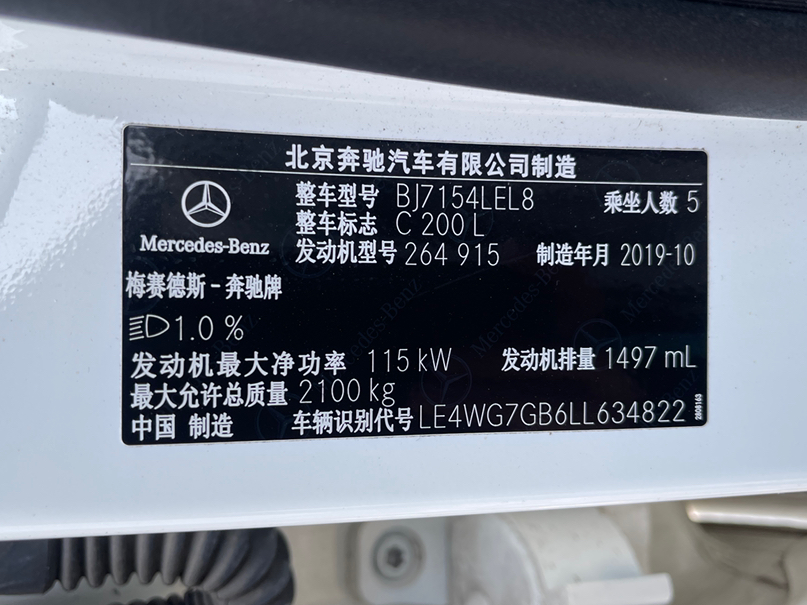 北京奔驰汽车有限公司制造
整车型号 BJ7154LEL8 乘坐人数 5
整车标志 C 200 L
Mercedes-Benz
发动机型号 264 915 制造年月 2019-10
梅赛德斯-奔驰牌
1.0 %
发动机最大净功率 115 kW 发动机排量 1497 mL
最大允许总质量 2100 kg
中国 制造 车辆识别代号 LE4WG7GB6LL634822